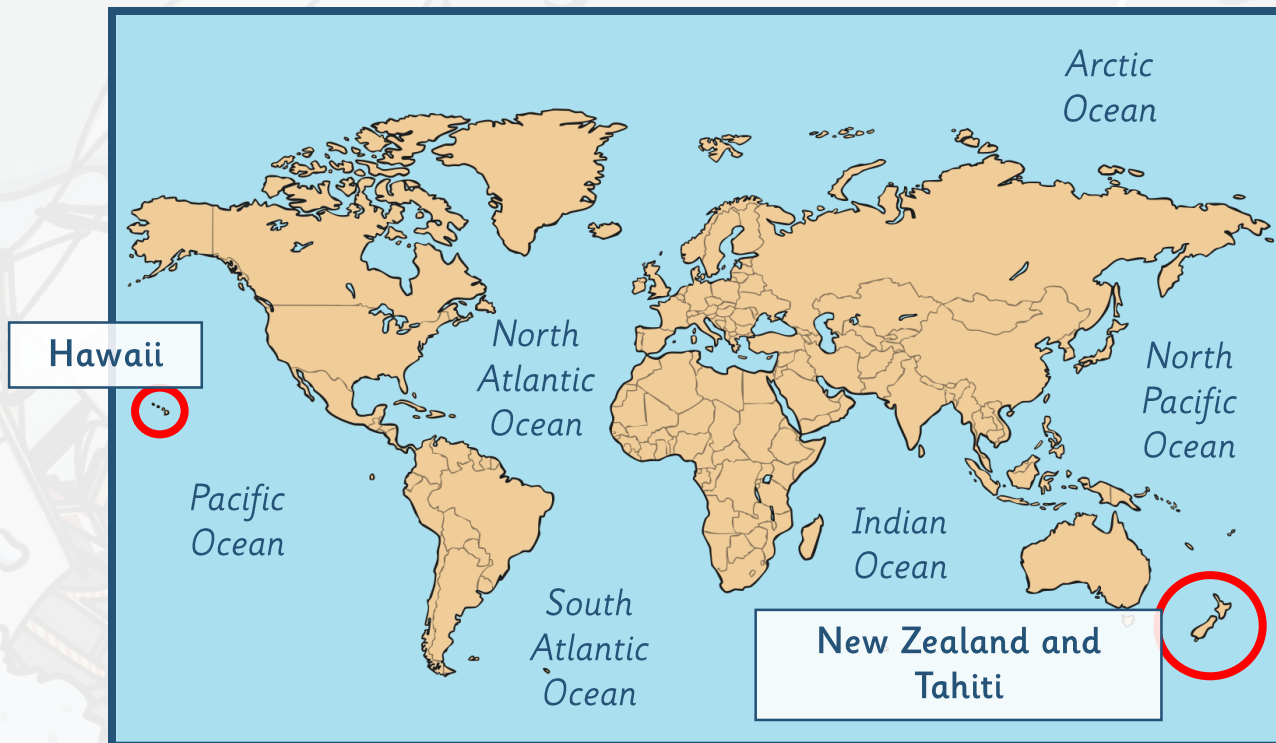 Arctic
Ocean
Hawaii
North
Atlantic
Ocean
North
Pacific
Ocean
Pacific
Ocean
Indian
Ocean
South
Atlantic
Ocean
New Zealand and
Tahiti